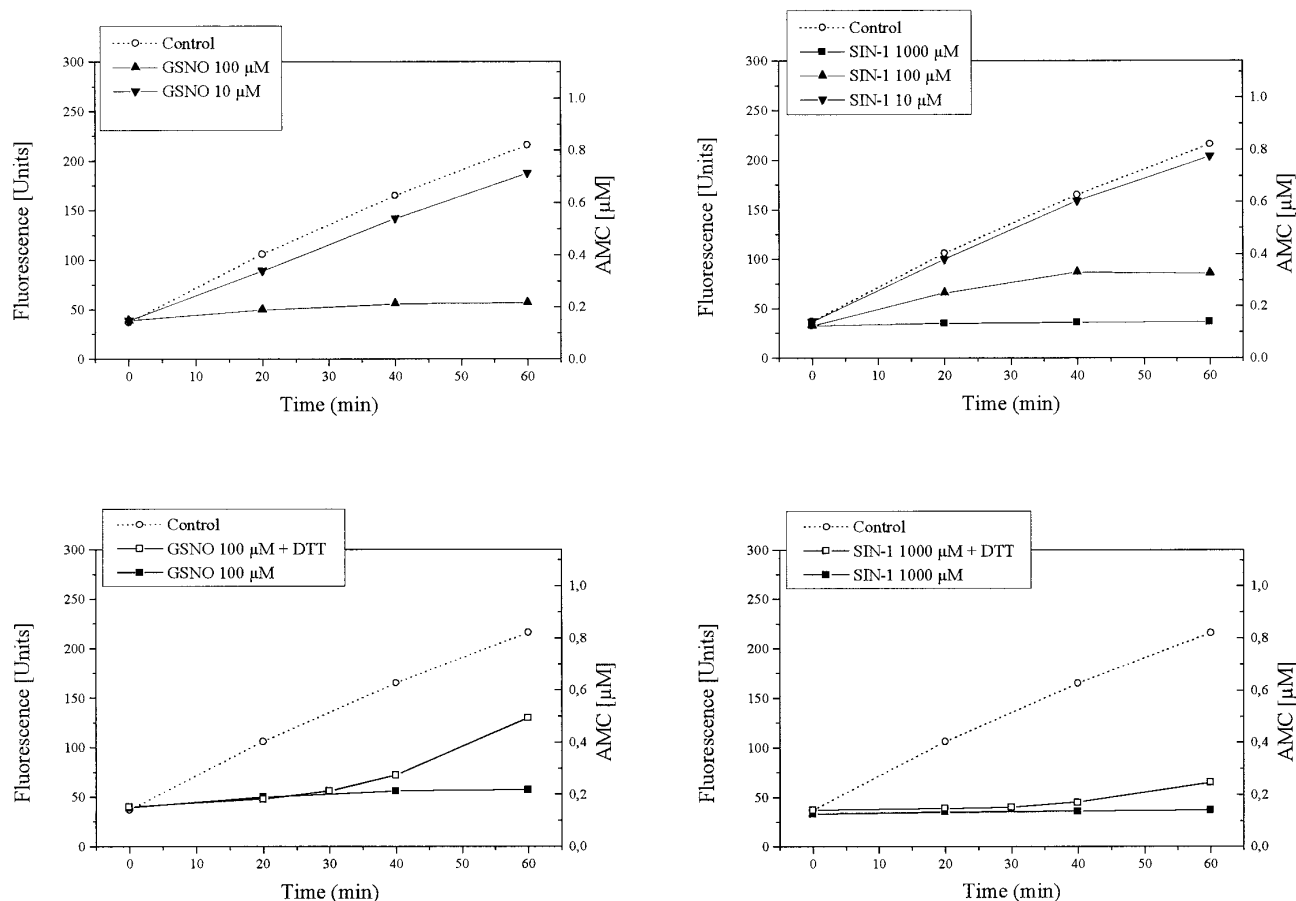 Control
GSNO 100 µM
GSNO 10 µM
300
250
200
150
100
50
0
Fluorescence [Units]
1.0
0.8
0.6
0.4
0.2
0.0
AMC [µM]
0 10 20 30 40 50 60
Time (min)
Control
SIN-1 1000 µM
SIN-1 100 µM
SIN-1 10 µM
300
250
200
150
100
50
0
Fluorescence [Units]
1.0
0.8
0.6
0.4
0.2
0.0
AMC [µM]
0 10 20 30 40 50 60
Time (min)
Control
GSNO 100 µM + DTT
GSNO 100 µM
300
250
200
150
100
50
0
Fluorescence [Units]
1,0
0,8
0,6
0,4
0,2
0,0
AMC [µM]
0 10 20 30 40 50 60
Time (min)
Control
SIN-1 1000 µM + DTT
SIN-1 1000 µM
300
250
200
150
100
50
0
Fluorescence [Units]
1,0
0,8
0,6
0,4
0,2
0,0
AMC [µM]
0 10 20 30 40 50 60
Time (min)